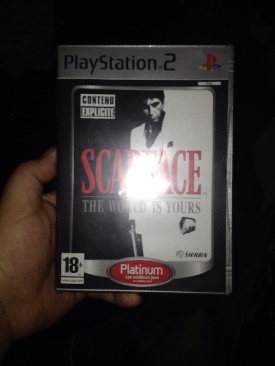 PlayStation 2
CONTENU
EXPLICITE
SCARFACE
THE WORLD IS YOURS
18+
SIERRA
Platinum